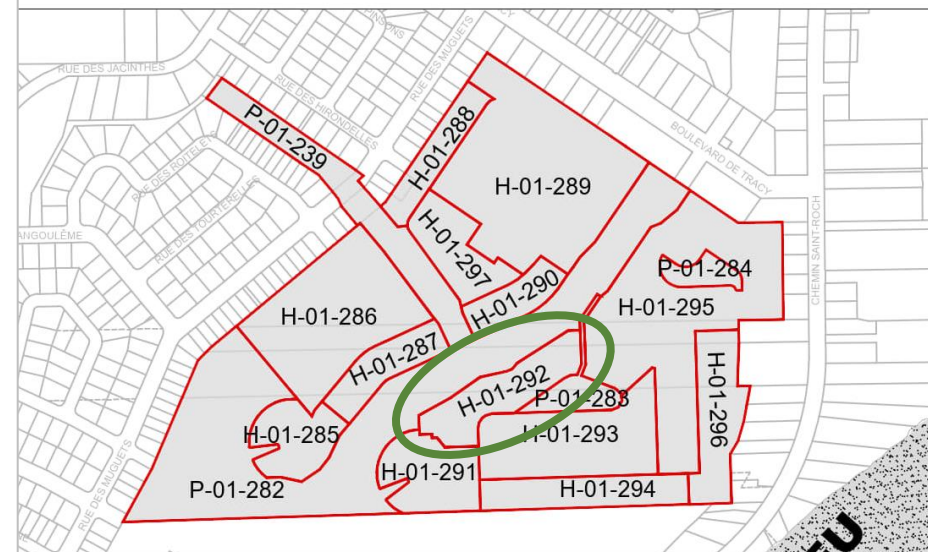 RUE DES JACINTHES
RUE DES HIRONDELLES
RUE DES MUGUETS
BOULEVARD DE TRACY
P-01-239
H-01-288
H-01-289
RUE DES ROITELETS
RUE DES TOURTERELLES
ANGOULÊME
CHEMIN SAINT-ROCH
H-01-297
P-01-284
H-01-290
H-01-295
H-01-286
H-01-287
H-01-292
P-01-283
H-01-296
H-01-285
H-01-293
H-01-291
P-01-282
H-01-294
RUE DES MUGUETS
EU